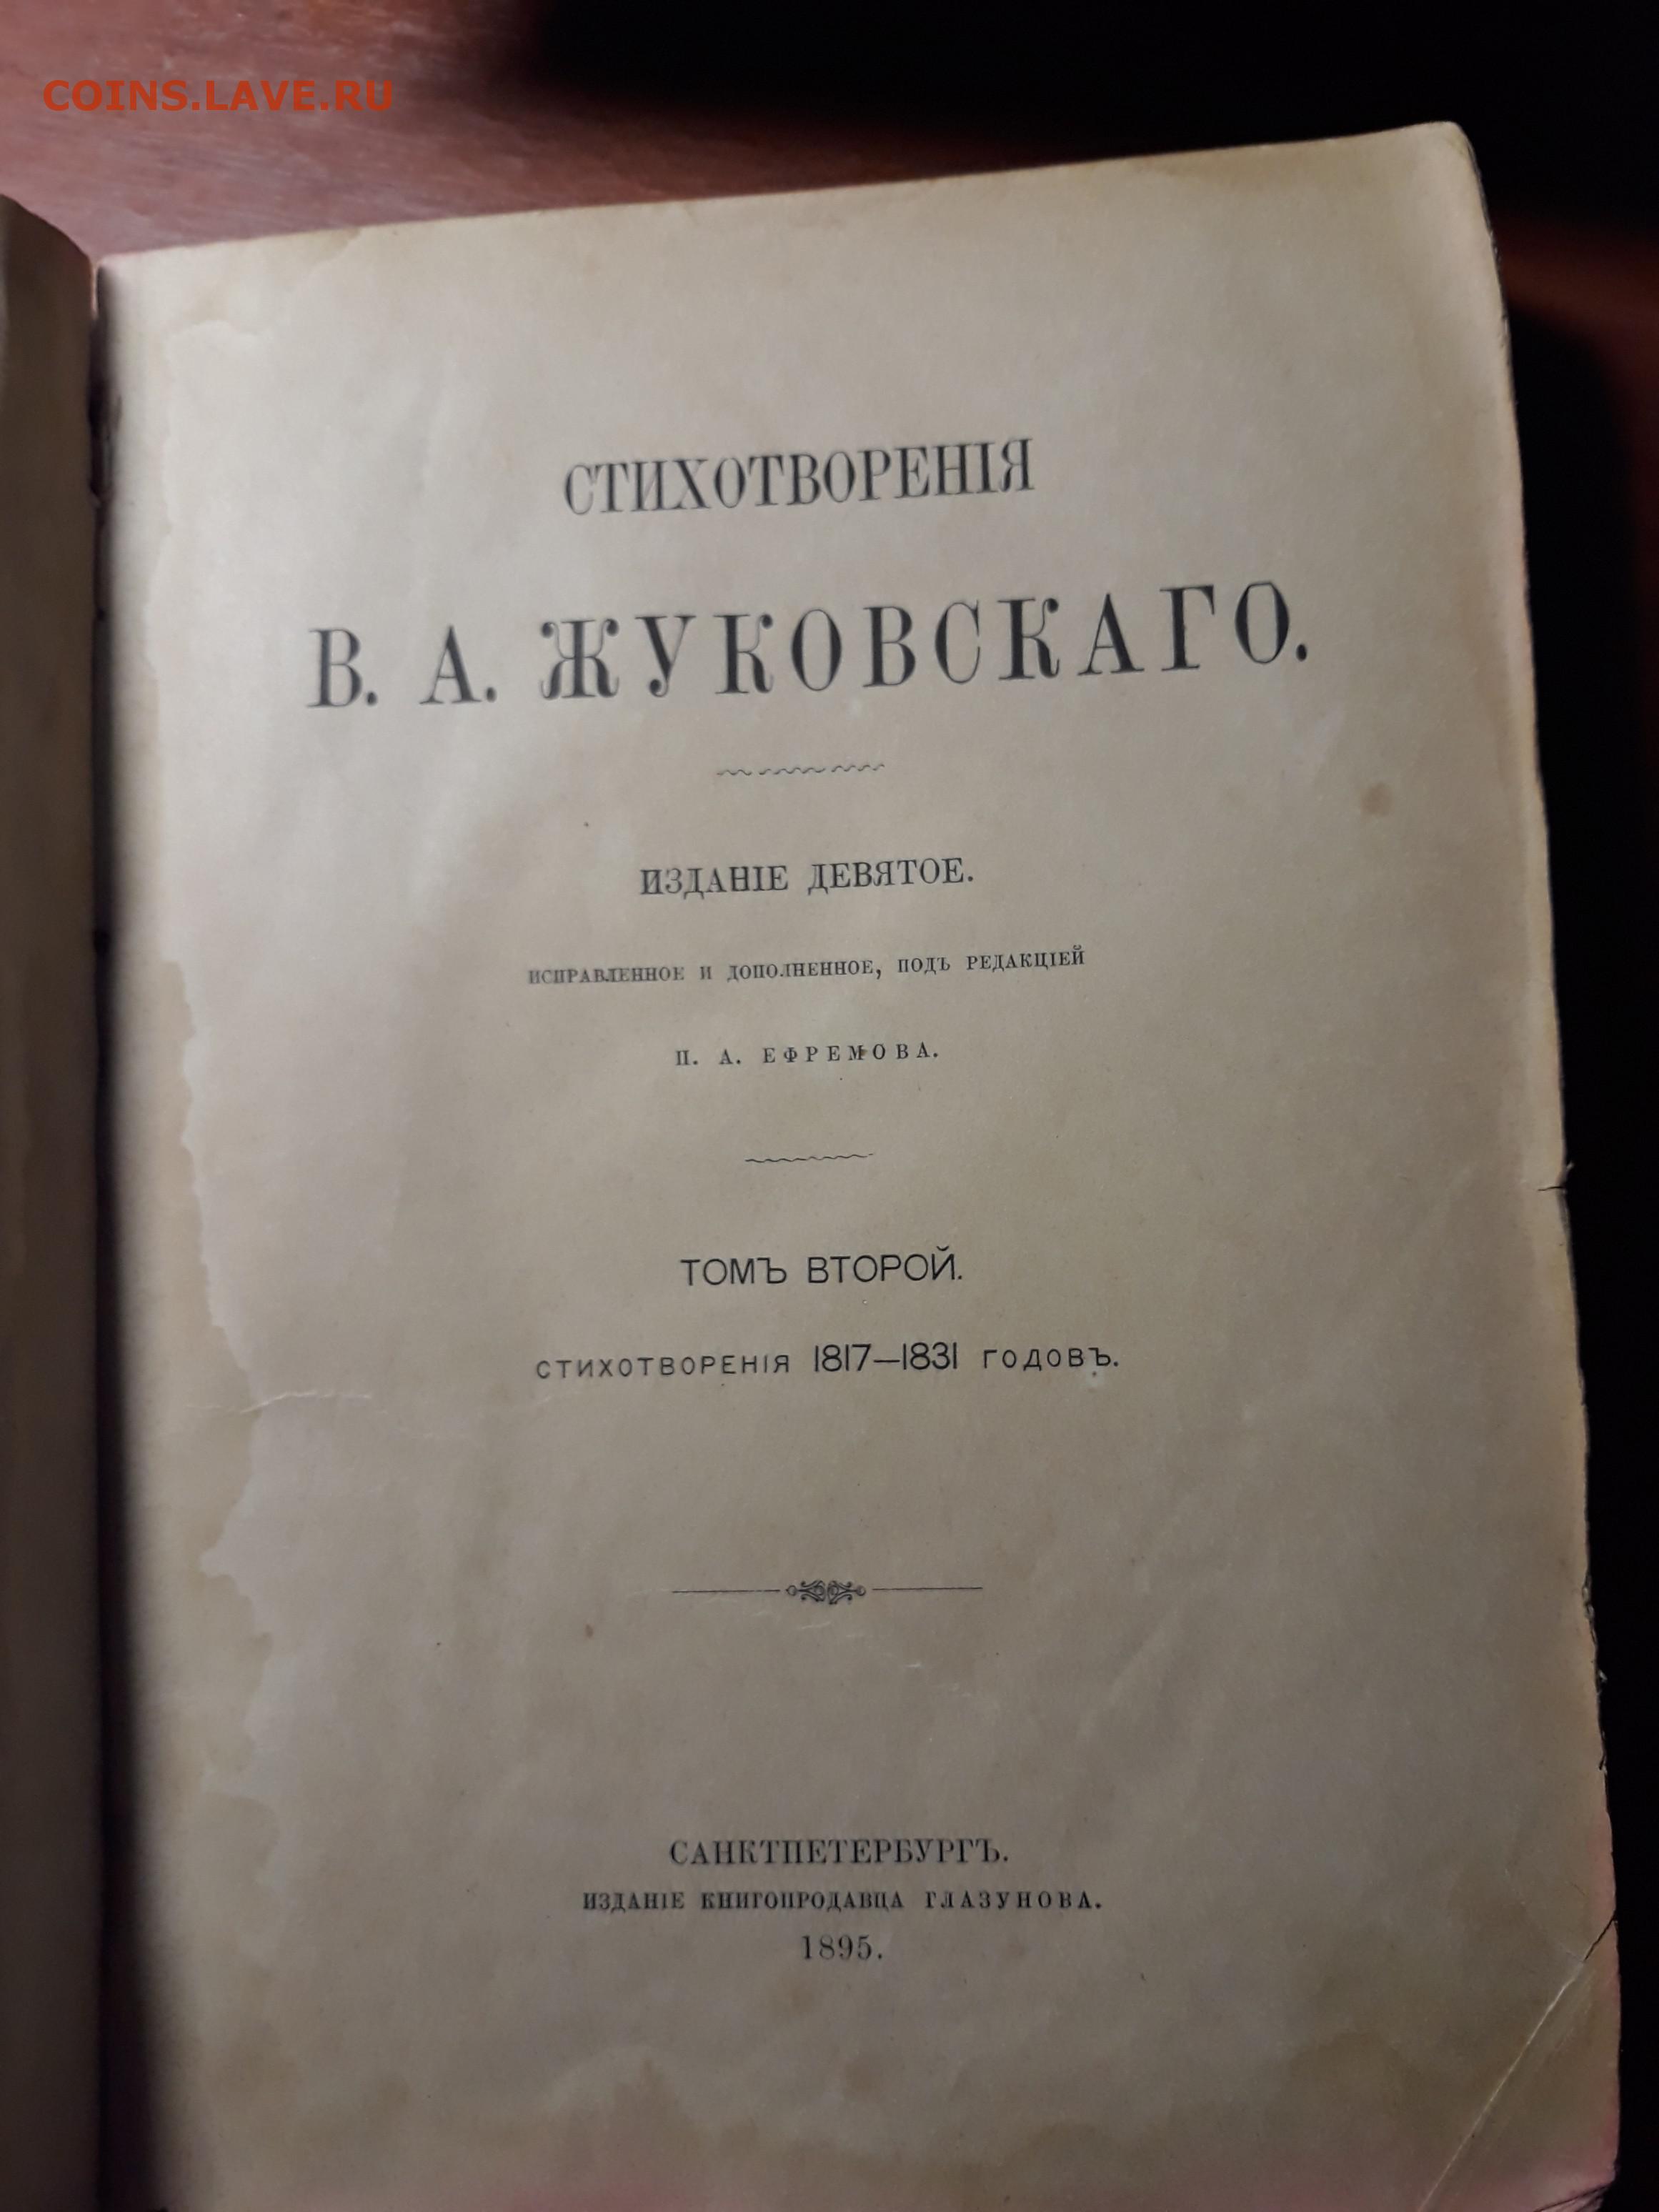 COINS.LAVE.RU
СТИХОТВОРЕНІЯ
В. А. ЖУКОВСКАГО.
ИЗДАНІЕ ДЕВЯТОЕ.
ИСПРАВЛЕННОЕ И ДОПОЛНЕННОЕ, ПОДЪ РЕДАКЦІЕЙ
П. А. ЕФРЕМОВА.
ТОМЪ ВТОРОЙ.
СТИХОТВОРЕНІЯ 1817—1831 ГОДОВЪ.
САНКТПЕТЕРБУРГЪ.
ИЗДАНІЕ КНИГОПРОДАВЦА ГЛАЗУНОВА.
1895.